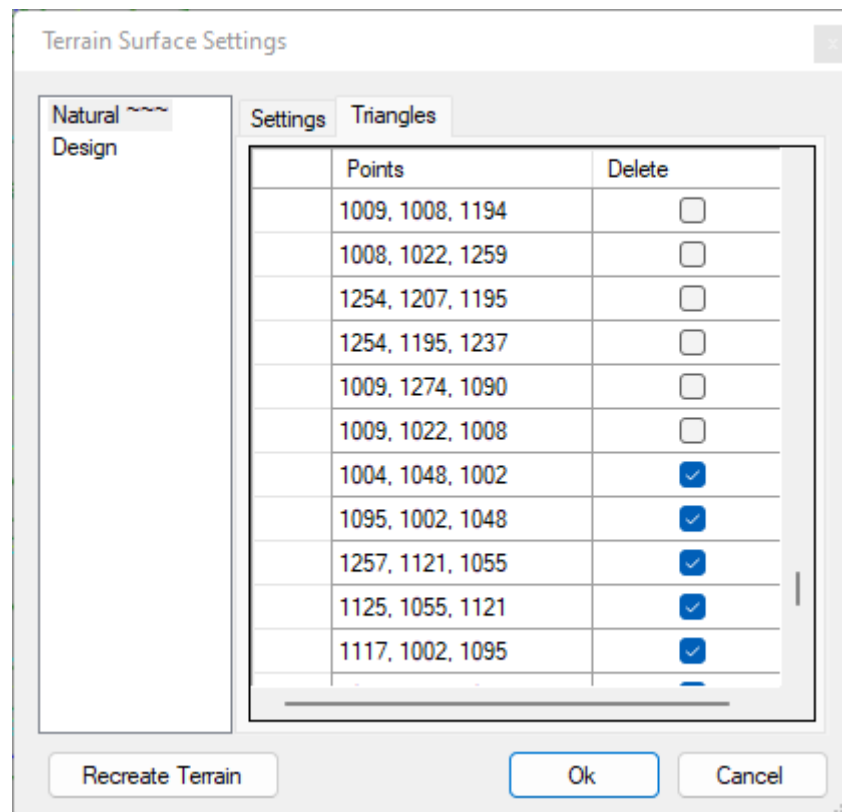 Terrain Surface Settings
x
Natural ~~~
Design
Settings Triangles
Points Delete
1009, 1008, 1194
1008, 1022, 1259
1254, 1207, 1195
1254, 1195, 1237
1009, 1274, 1090
1009, 1022, 1008
1004, 1048, 1002
1095, 1002, 1048
1257, 1121, 1055
1125, 1055, 1121
1117, 1002, 1095
Recreate Terrain Ok Cancel